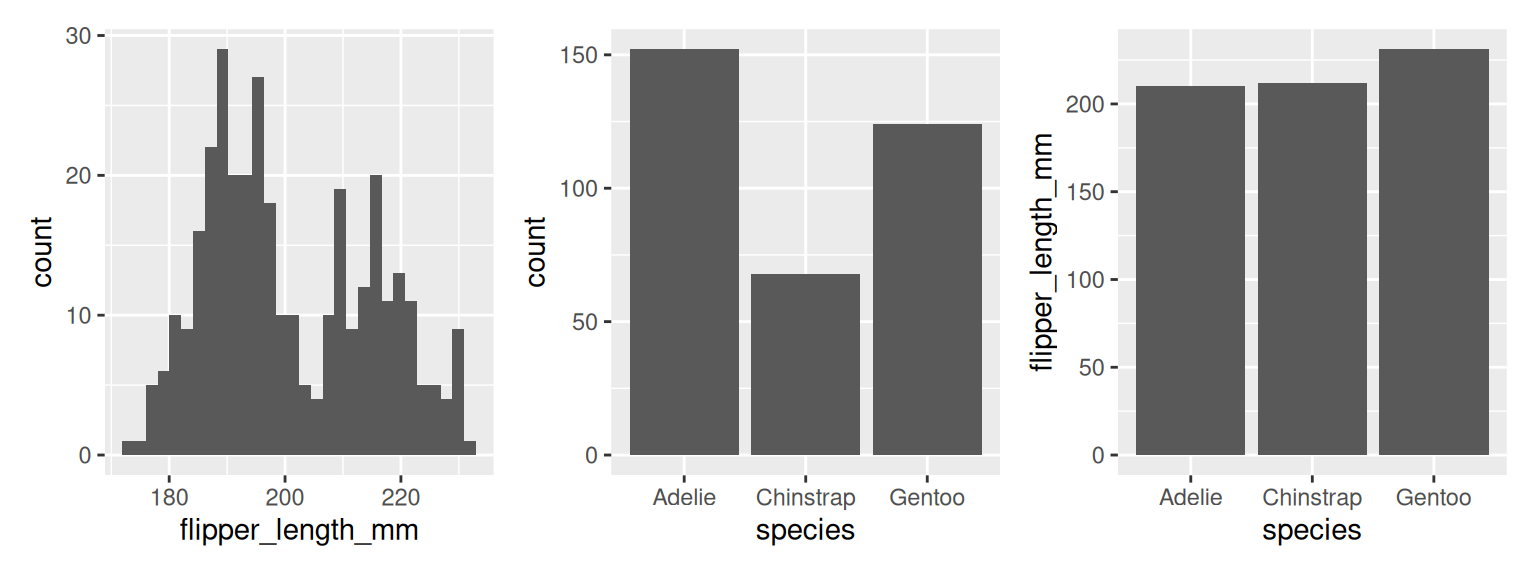 30
20
10
0
count
180 200 220
flipper_length_mm
150
100
50
0
count
Adelie Chinstrap Gentoo
species
200
150
100
50
0
flipper_length_mm
Adelie Chinstrap Gentoo
species